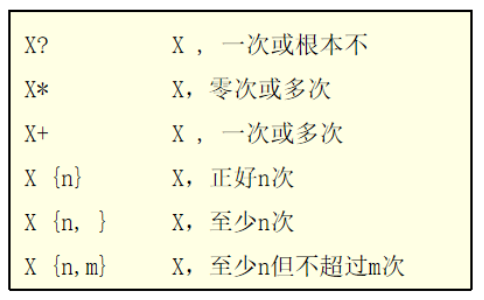 X? X , 一次或根本不
X* X，零次或多次
X+ X , 一次或多次
X {n} X，正好n次
X {n, } X，至少n次
X {n,m} X，至少n但不超过m次